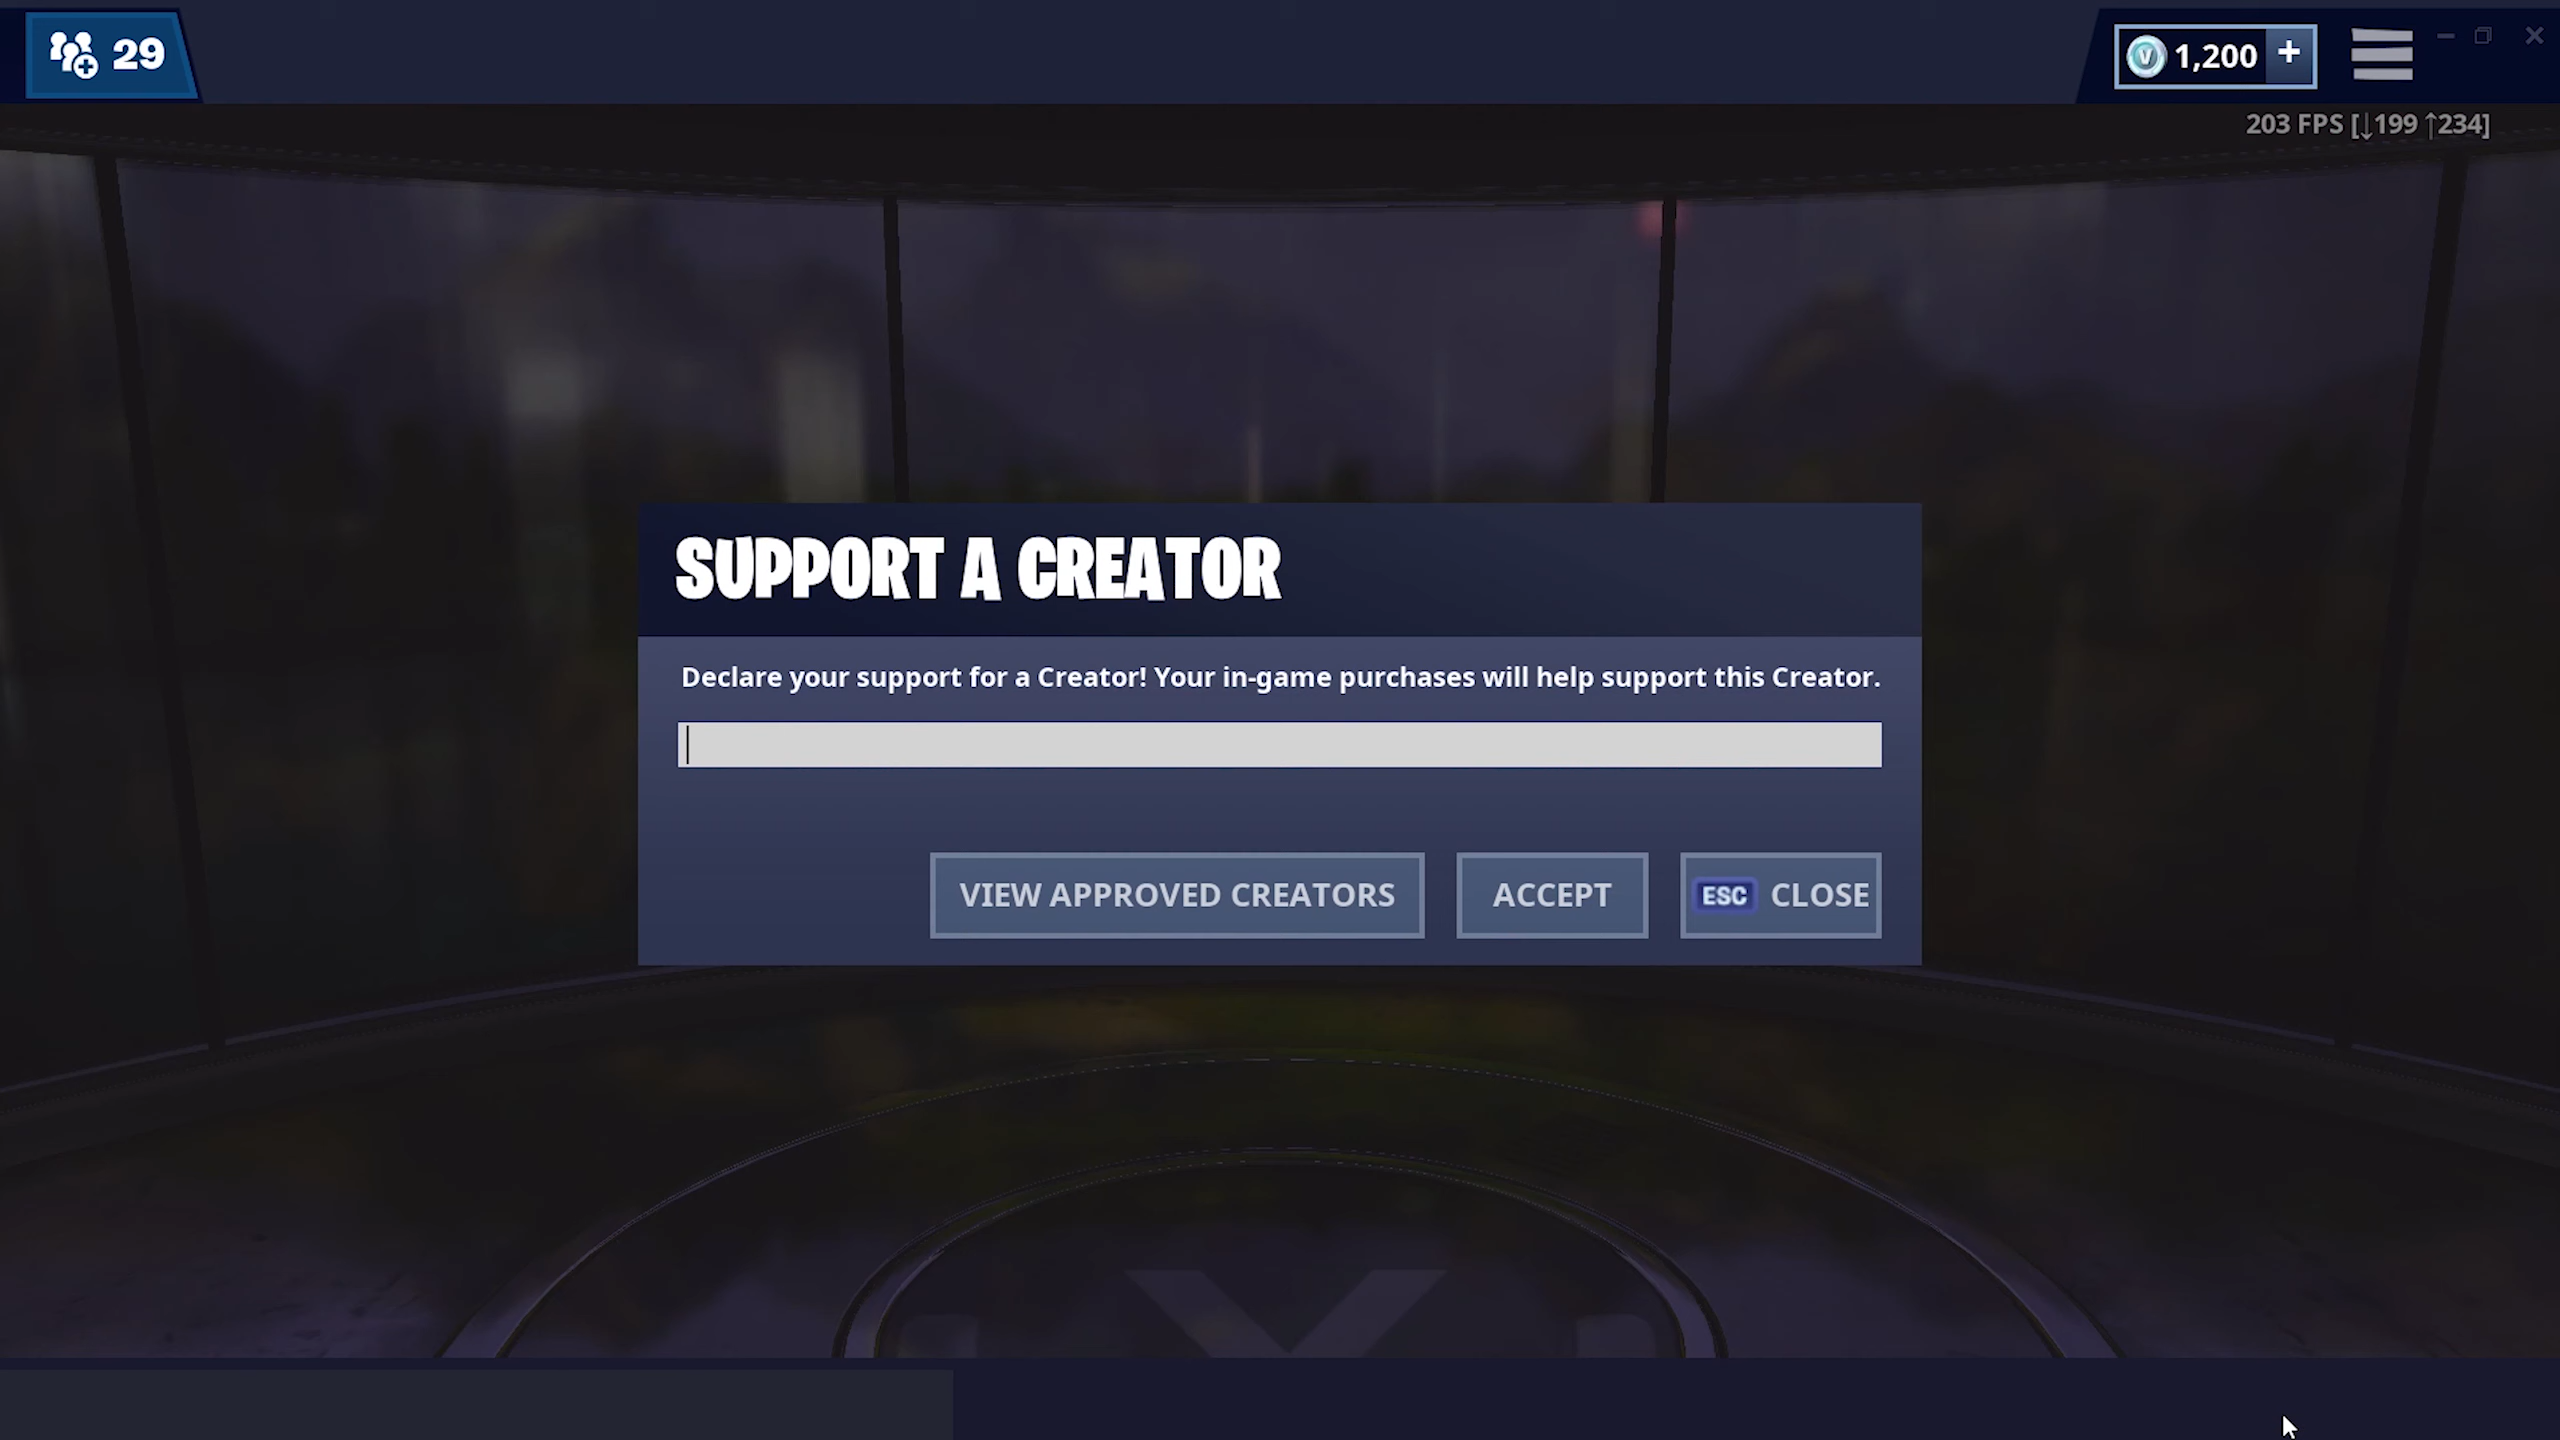 29
V 1,200 +
203 FPS [↓199 ↑234]
SUPPORT A CREATOR
Declare your support for a Creator! Your in-game purchases will help support this Creator.
VIEW APPROVED CREATORS
ACCEPT
ESC CLOSE